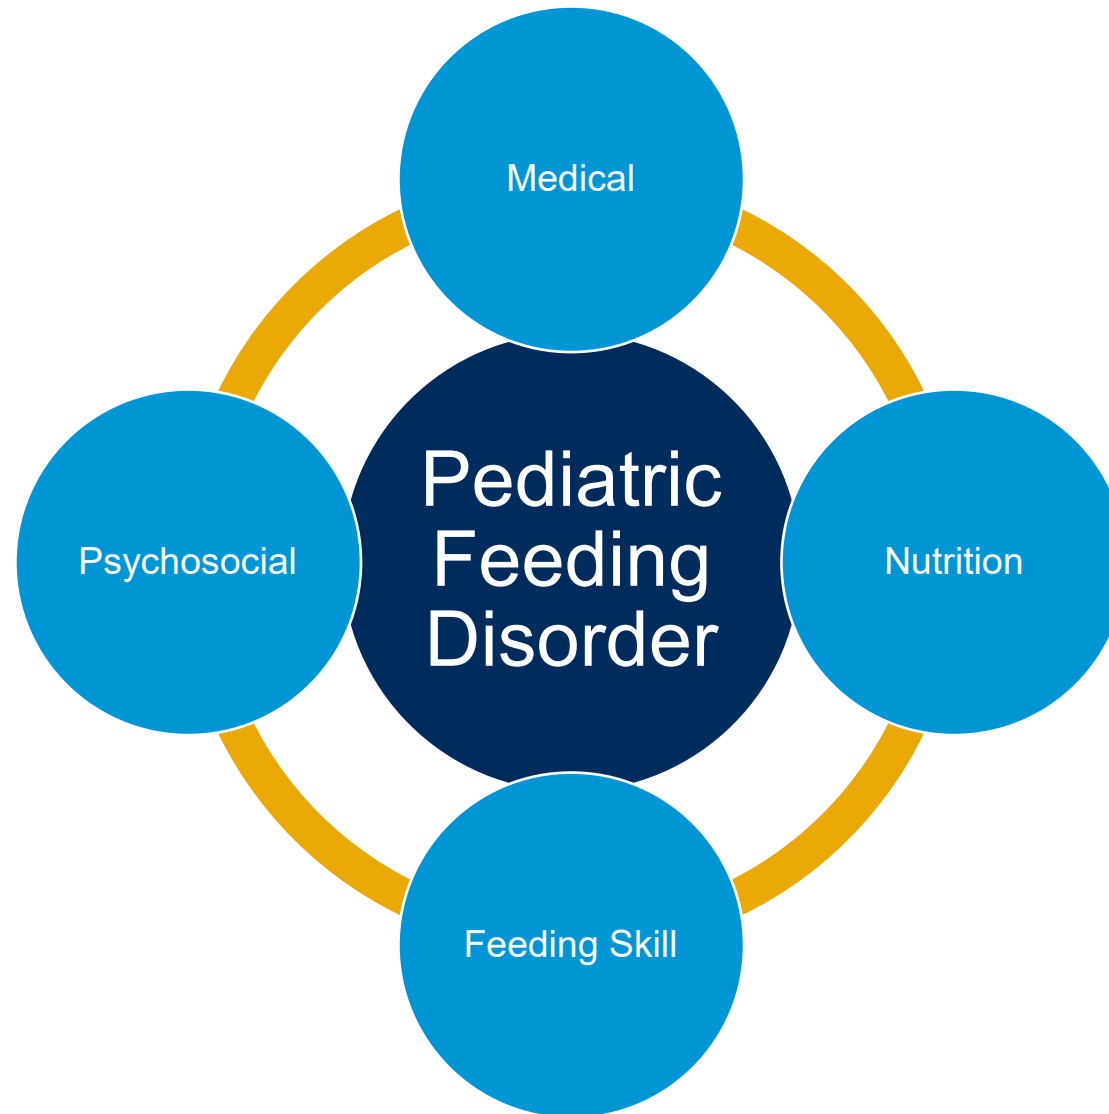 Medical
Pediatric
Feeding
Disorder
Psychosocial
Nutrition
Feeding Skill